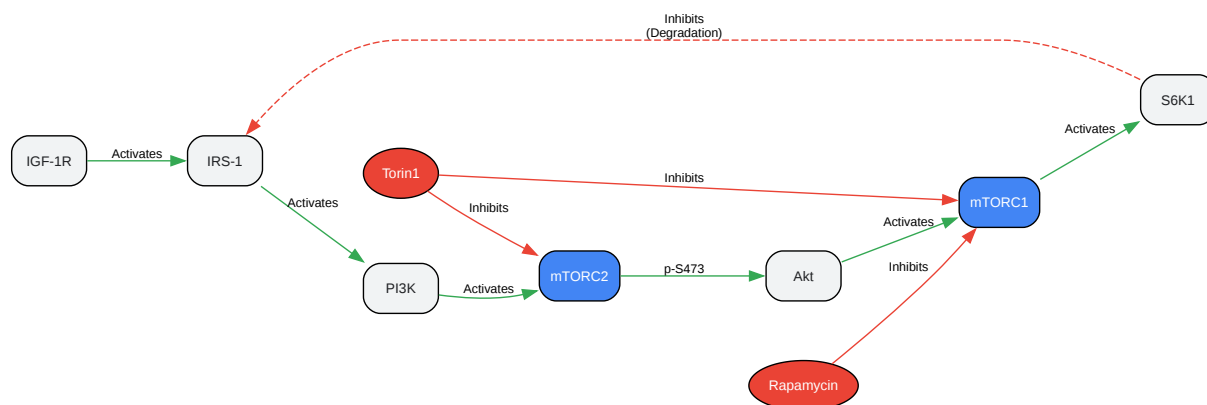 Inhibits
(Degradation)
S6K1
Activates
IGF-1R
Activates
IRS-1
Torin1
Inhibits
Activates
Inhibits
mTORC1
Activates
PI3K
Activates
mTORC2
p-S473
Akt
Inhibits
Rapamycin